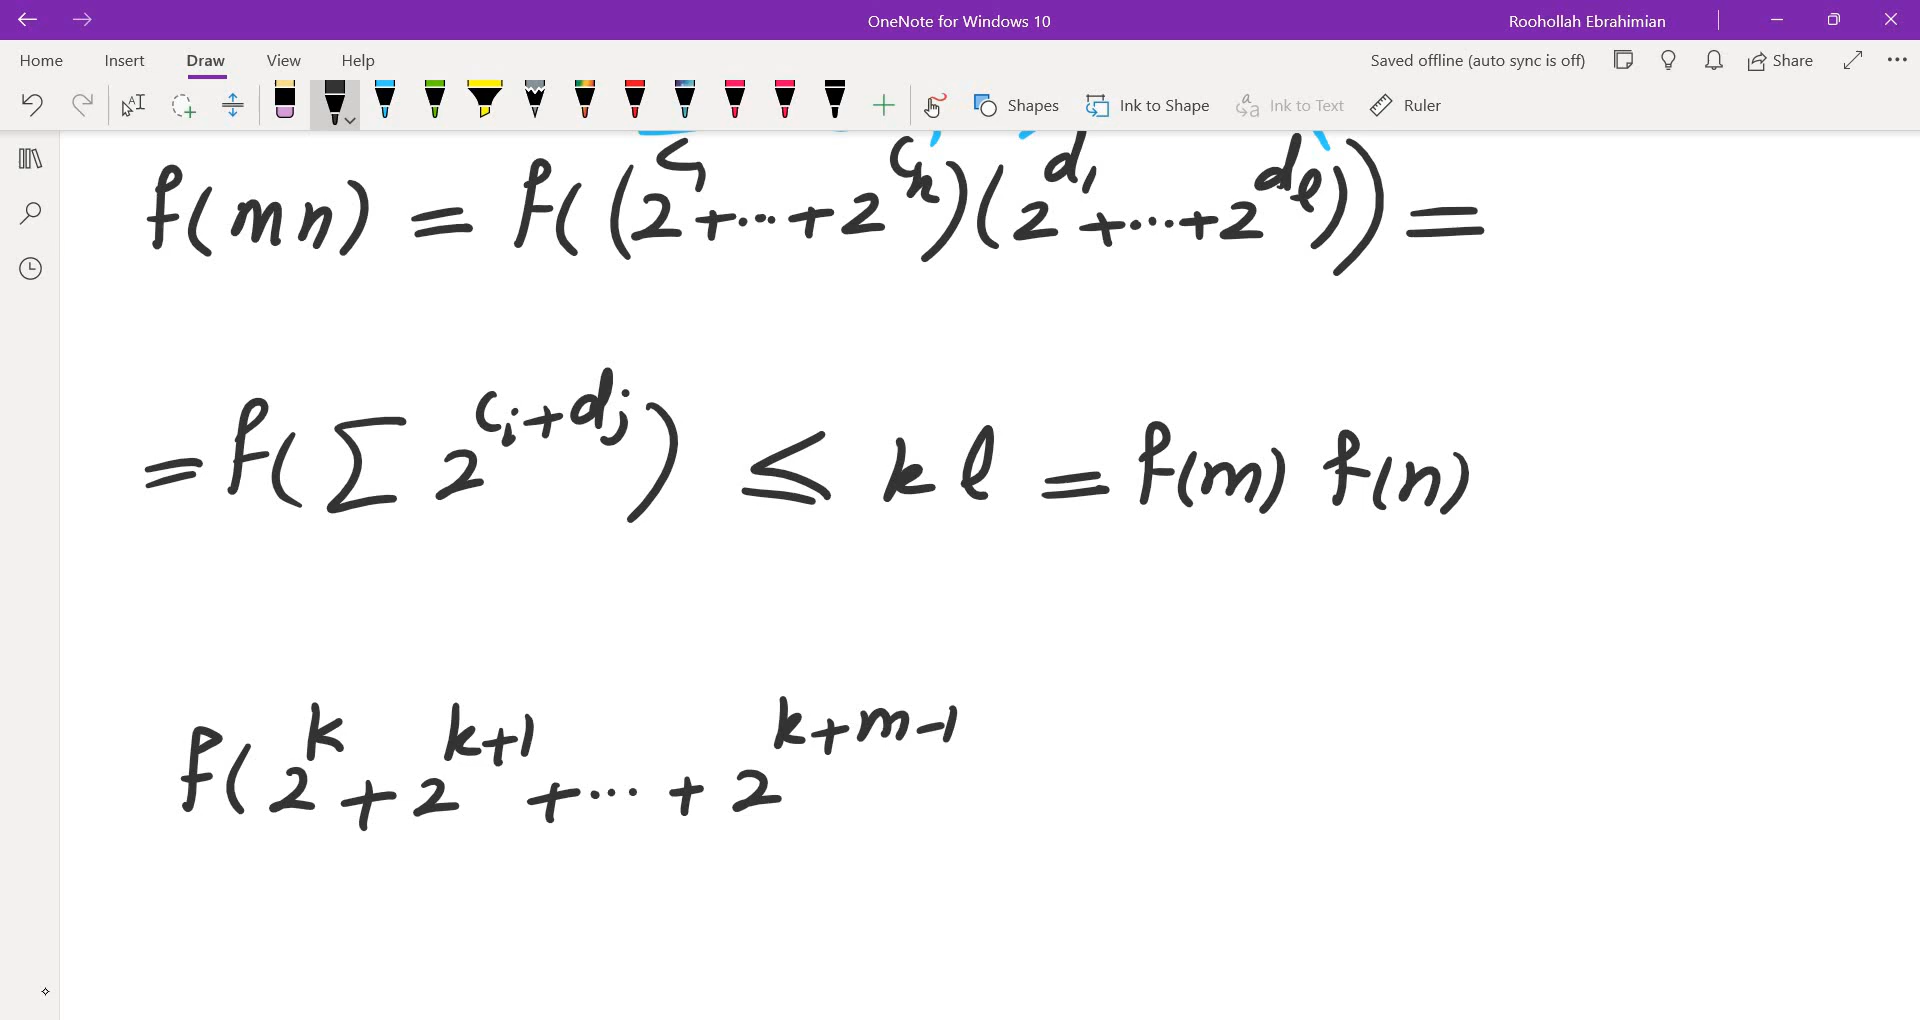 OneNote for Windows 10
Roohollah Ebrahimian
Home Insert Draw View Help
Saved offline (auto sync is off) Share
Shapes Ink to Shape Ink to Text Ruler
f(mn) = f((2^{c_1}+⋯+2^{c_k})(2^{d_1}+⋯+2^{d_ℓ})) =
= f(∑ 2^{c_i+d_j}) ≤ kℓ = f(m) f(n)
f(2^k + 2^{k+1} + ⋯ + 2^{k+m-1}